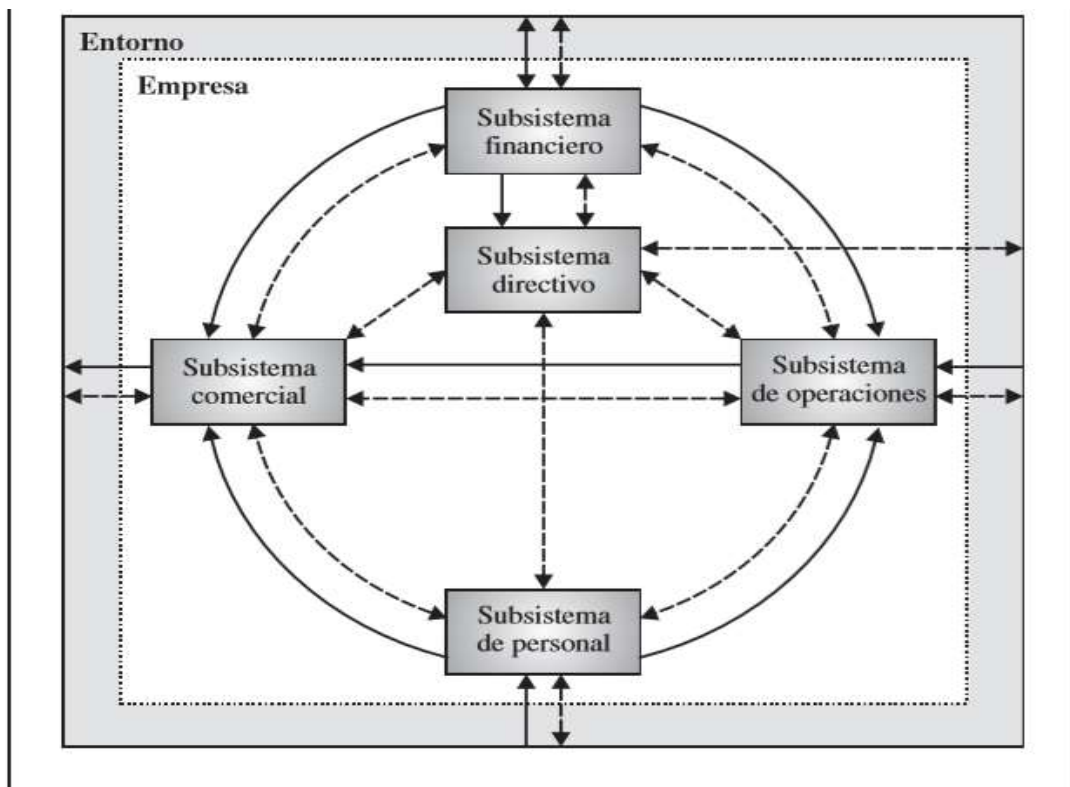 Entorno
Empresa
Subsistema
financiero
Subsistema
directivo
Subsistema
comercial
Subsistema
de operaciones
Subsistema
de personal